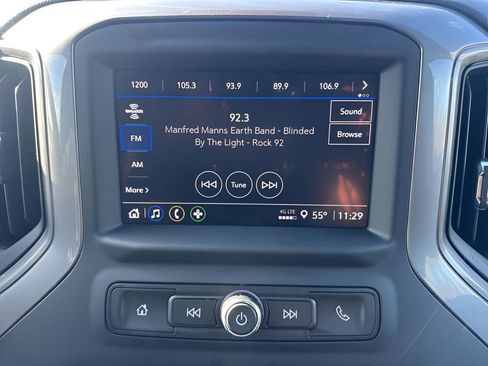 1200 105.3 93.9 89.9 106.9
92.3
Sound
Manfred Manns Earth Band - Blinded
By The Light - Rock 92
Browse
FM
AM
More
Tune
4G LTE
55° 11:29